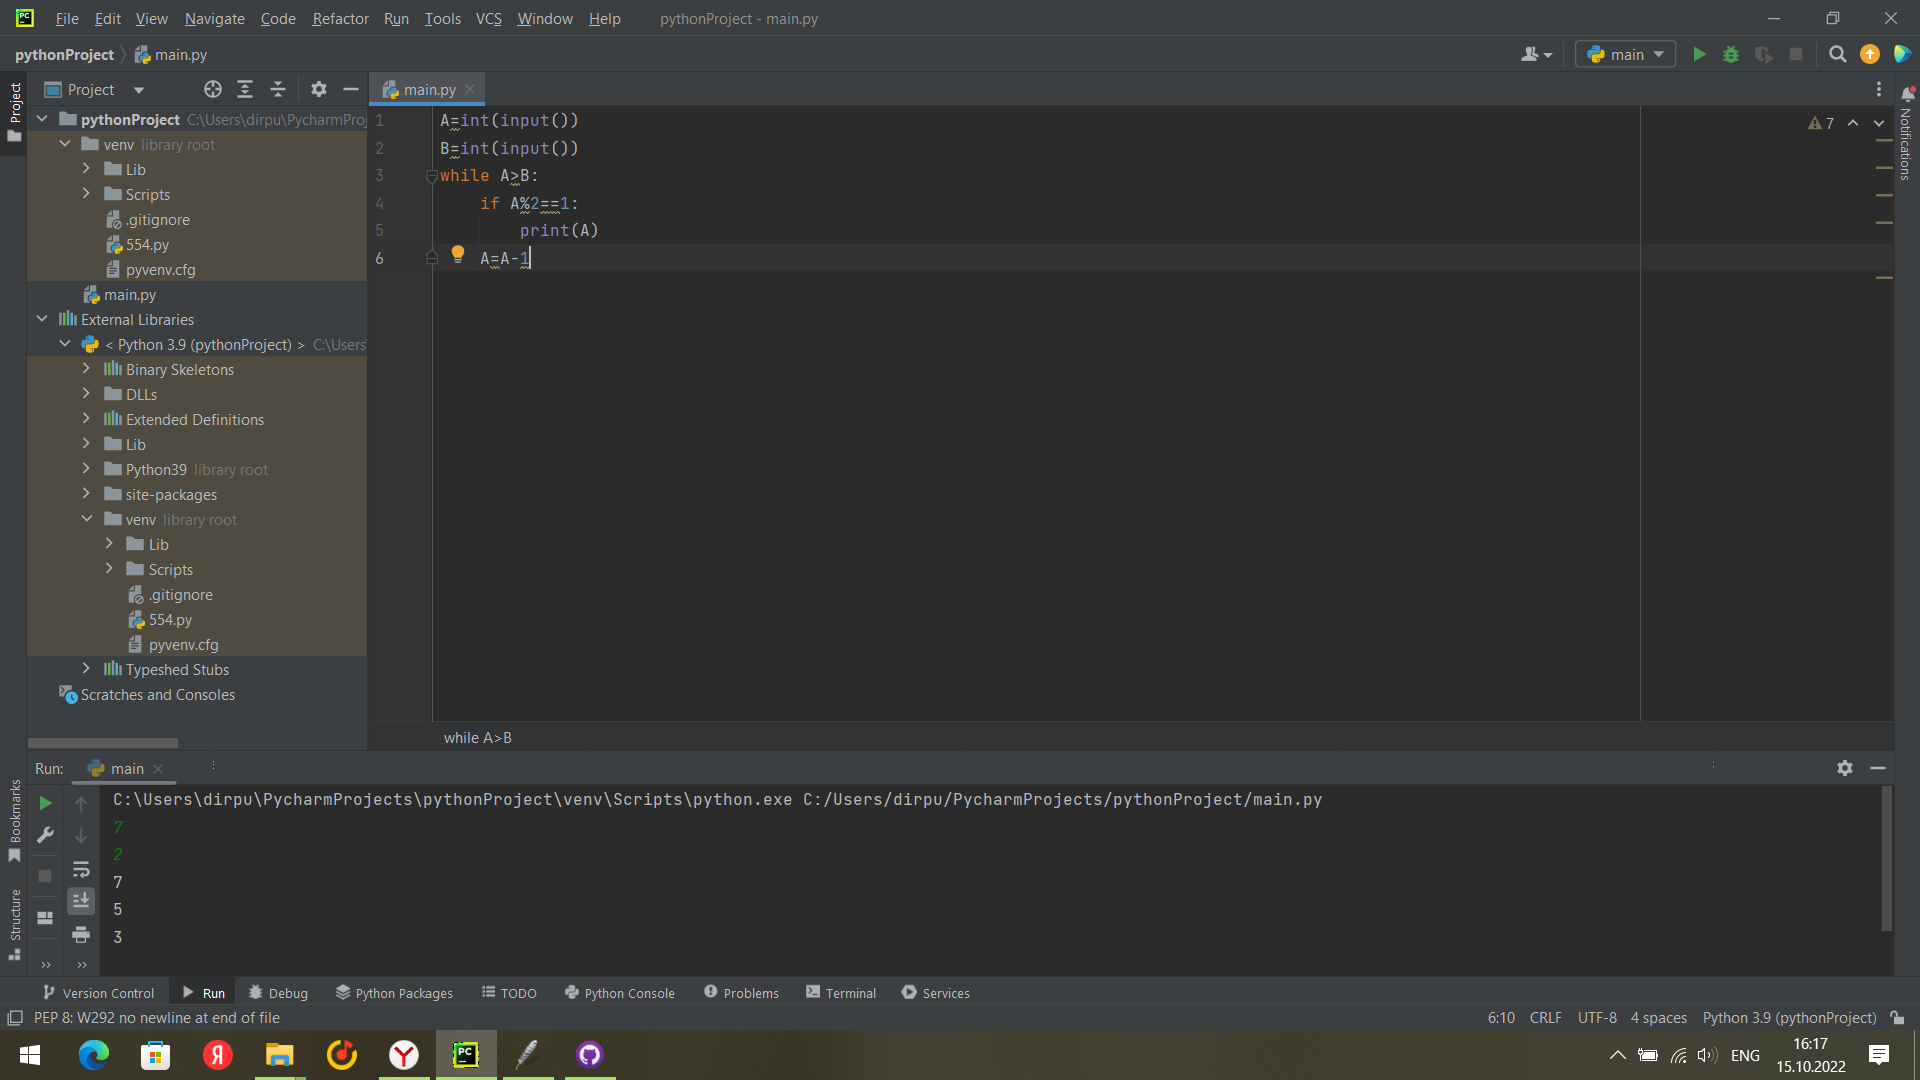 File Edit View Navigate Code Refactor Run Tools VCS Window Help pythonProject - main.py
pythonProject main.py
main
Project
Project
main.py
Notifications
pythonProject C:\Users\dirpu\PycharmProj
venv library root
Lib
Scripts
.gitignore
554.py
pyvenv.cfg
main.py
External Libraries
< Python 3.9 (pythonProject) > C:\Users
Binary Skeletons
DLLs
Extended Definitions
Lib
Python39 library root
site-packages
venv library root
Lib
Scripts
.gitignore
554.py
pyvenv.cfg
Typeshed Stubs
Scratches and Consoles
1 A=int(input())
2 B=int(input())
3 while A>B:
4 if A%2==1:
5 print(A)
6 A=A-1
7
while A>B
Run: main
C:\Users\dirpu\PycharmProjects\pythonProject\venv\Scripts\python.exe C:/Users/dirpu/PycharmProjects/pythonProject/main.py
7
2
7
5
3
Bookmarks
Structure
Version Control Run Debug Python Packages TODO Python Console Problems Terminal Services
PEP 8: W292 no newline at end of file 6:10 CRLF UTF-8 4 spaces Python 3.9 (pythonProject)
PC
ENG
16:17
15.10.2022